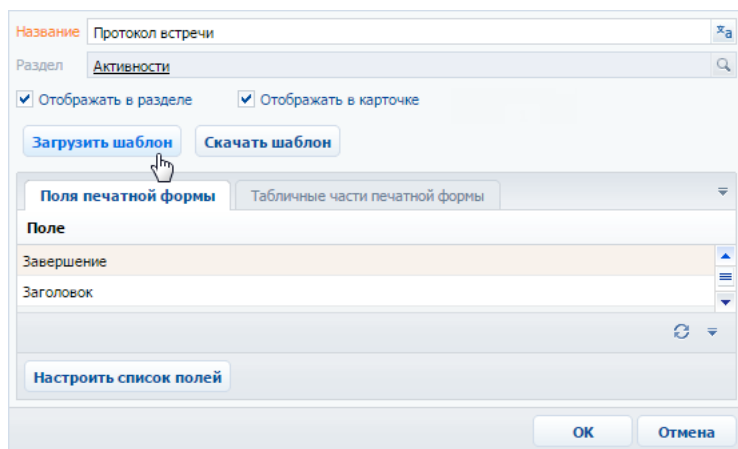 Название Протокол встречи
Раздел Активности
Отображать в разделе Отображать в карточке
Загрузить шаблон Скачать шаблон
Поля печатной формы Табличные части печатной формы
Поле
Завершение
Заголовок
Настроить список полей
ОК Отмена